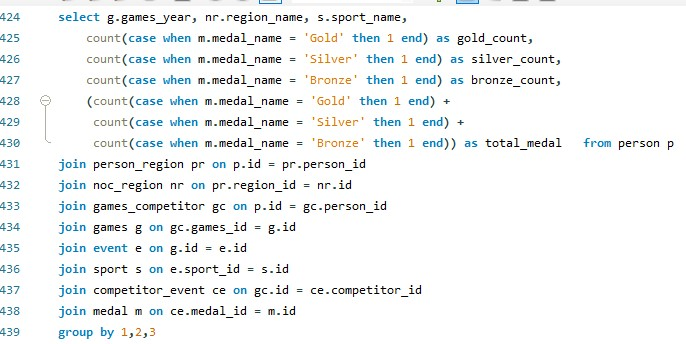 424 select g.games_year, nr.region_name, s.sport_name,
425 count(case when m.medal_name = 'Gold' then 1 end) as gold_count,
426 count(case when m.medal_name = 'Silver' then 1 end) as silver_count,
427 count(case when m.medal_name = 'Bronze' then 1 end) as bronze_count,
428 (count(case when m.medal_name = 'Gold' then 1 end) +
429 count(case when m.medal_name = 'Silver' then 1 end) +
430 count(case when m.medal_name = 'Bronze' then 1 end)) as total_medal from person p
431 join person_region pr on p.id = pr.person_id
432 join noc_region nr on pr.region_id = nr.id
433 join games_competitor gc on p.id = gc.person_id
434 join games g on gc.games_id = g.id
435 join event e on g.id = e.id
436 join sport s on e.sport_id = s.id
437 join competitor_event ce on gc.id = ce.competitor_id
438 join medal m on ce.medal_id = m.id
439 group by 1,2,3